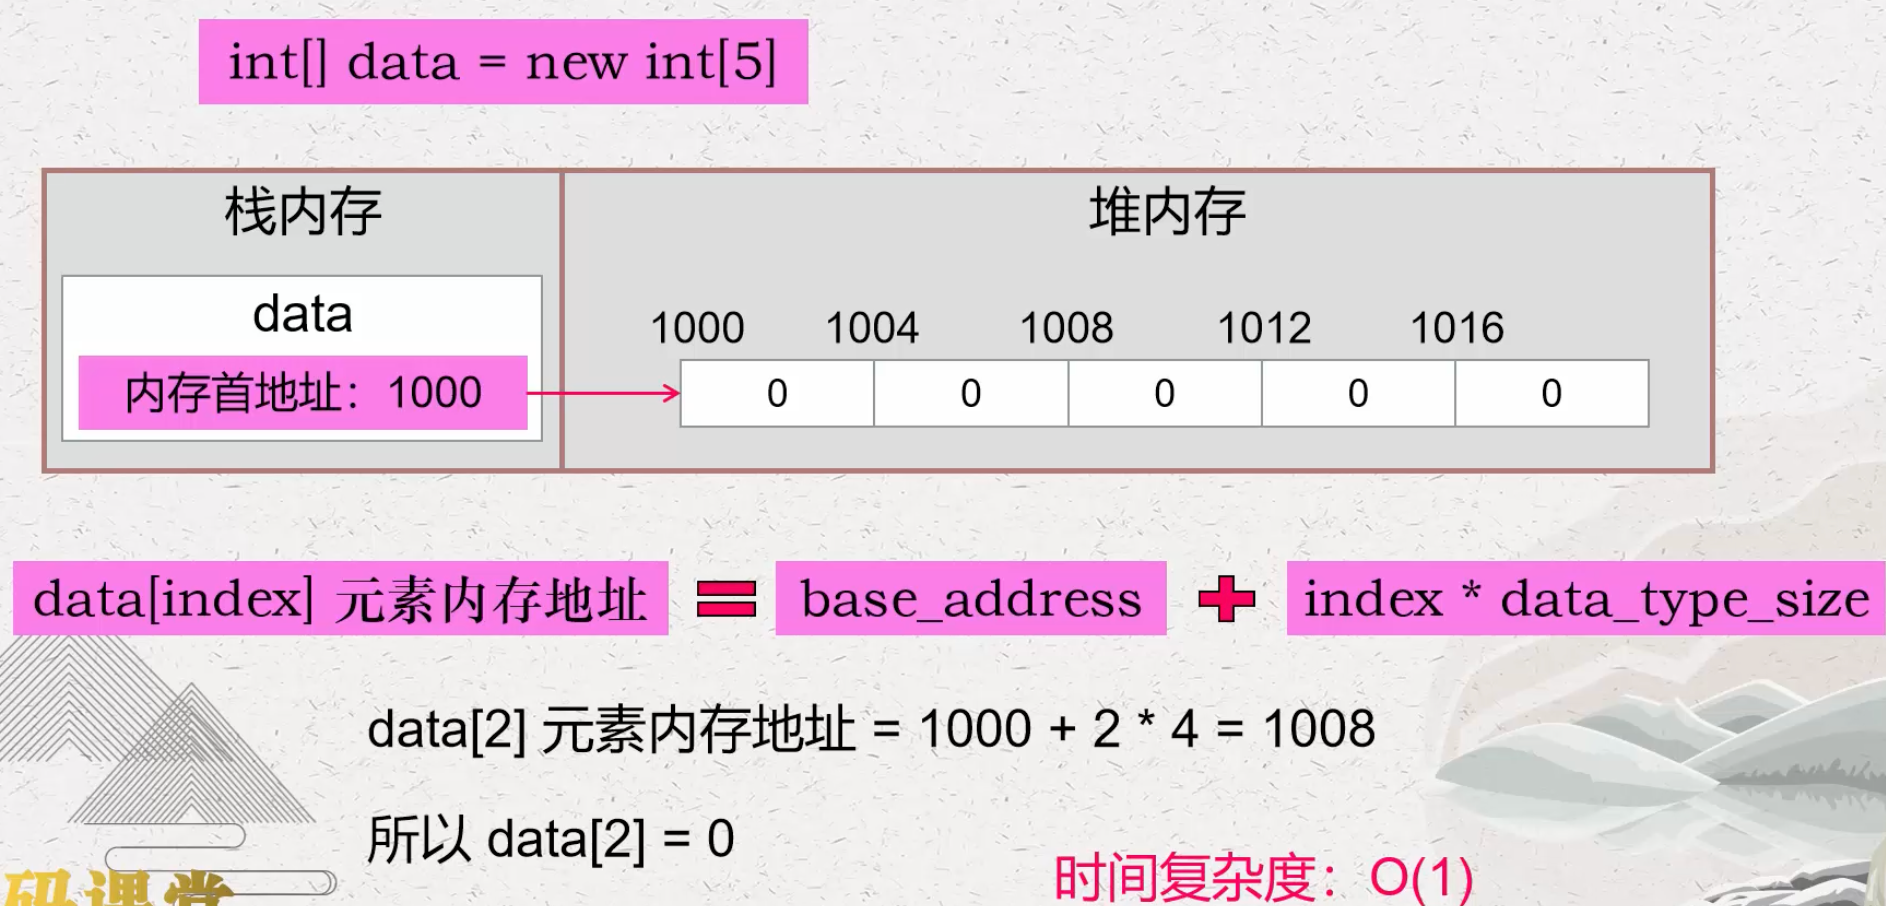 int[] data = new int[5]
栈内存
堆内存
data
内存首地址：1000
1000 1004 1008 1012 1016
0 0 0 0 0
data[index] 元素内存地址 = base_address + index * data_type_size
data[2] 元素内存地址 = 1000 + 2 * 4 = 1008
所以 data[2] = 0
时间复杂度：O(1)
研课堂